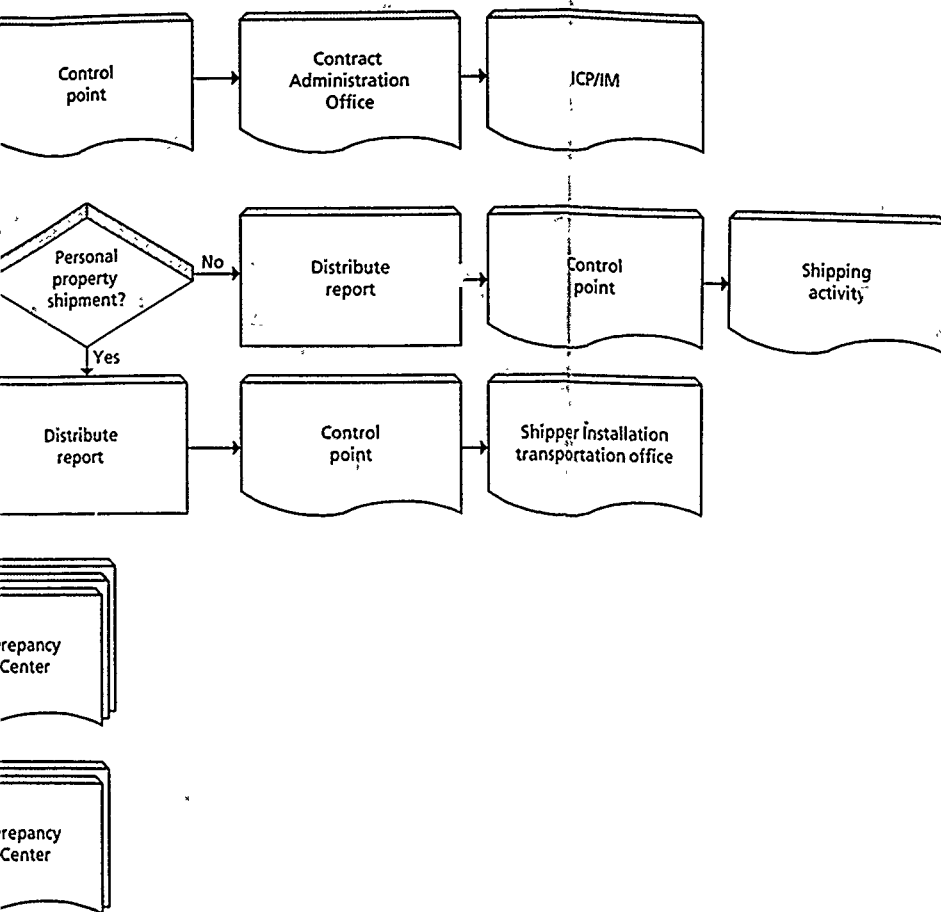 Control
point
Contract
Administration
Office
ICP/IM
Personal
property
shipment?
No
Yes
Distribute
report
Control
point
Shipping
activity
Distribute
report
Control
point
Shipper Installation
transportation office
repancy
Center
repancy
Center